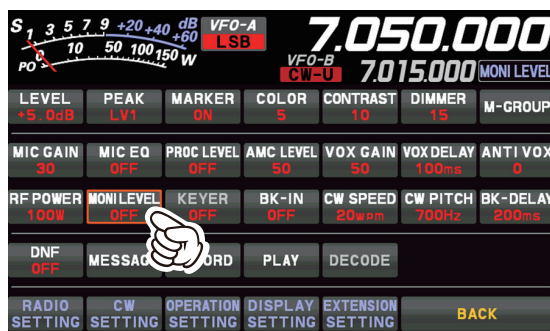 S 1 3 5 7 9 +20 +40 +60 dB
PO 0 10 50 100 150 W
VFO-A
LSB
7.050.000
VFO-B
CW-U
7.015.000
MONI LEVEL
LEVEL PEAK MARKER COLOR CONTRAST DIMMER M-GROUP
+5.0dB LV1 ON 5 10 15
MIC GAIN MIC EQ PROC LEVEL AMC LEVEL VOX GAIN VOX DELAY ANTI VOX
30 OFF OFF 50 50 100ms 0
RF POWER MONI LEVEL KEYER BK-IN CW SPEED CW PITCH BK-DELAY
100W OFF OFF OFF 20wpm 700Hz 200ms
DNF MESSAG ORD PLAY DECODE
OFF
RADIO CW OPERATION DISPLAY EXTENSION BACK
SETTING SETTING SETTING SETTING SETTING